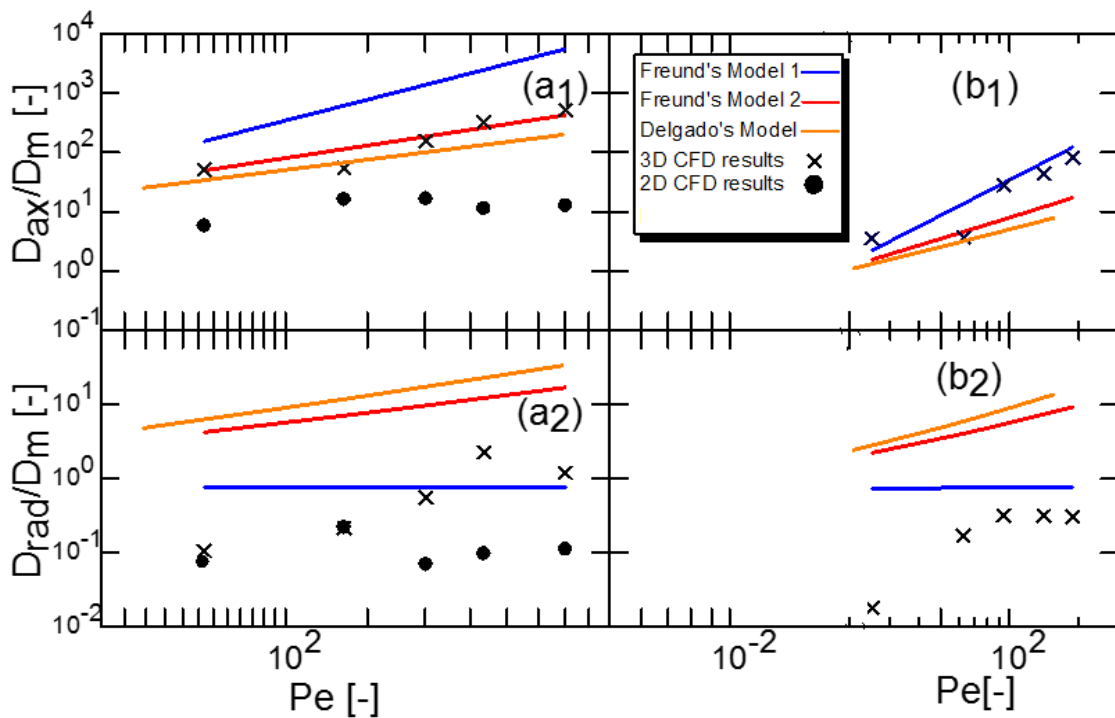 10^4
10^3
10^2
10^1
10^0
10^-1
Dax/Dm [-]
(a1)
Freund's Model 1
Freund's Model 2
Delgado's Model
3D CFD results
2D CFD results
(b1)
10^1
10^0
10^-1
10^-2
Drad/Dm [-]
(a2)
(b2)
10^2
10^-2
10^2
Pe [-]
Pe[-]